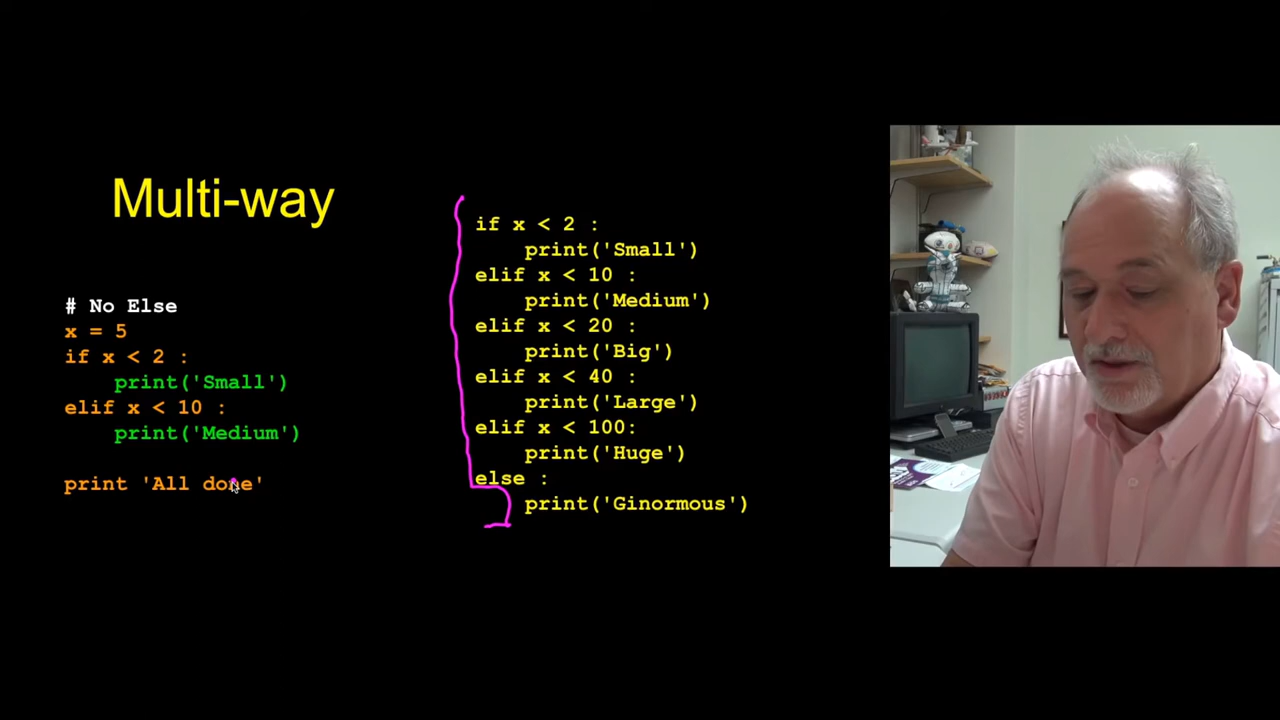 Multi-way
# No Else
x = 5
if x < 2 :
    print('Small')
elif x < 10 :
    print('Medium')
print 'All done'
if x < 2 :
    print('Small')
elif x < 10 :
    print('Medium')
elif x < 20 :
    print('Big')
elif x < 40 :
    print('Large')
elif x < 100:
    print('Huge')
else :
    print('Ginormous')